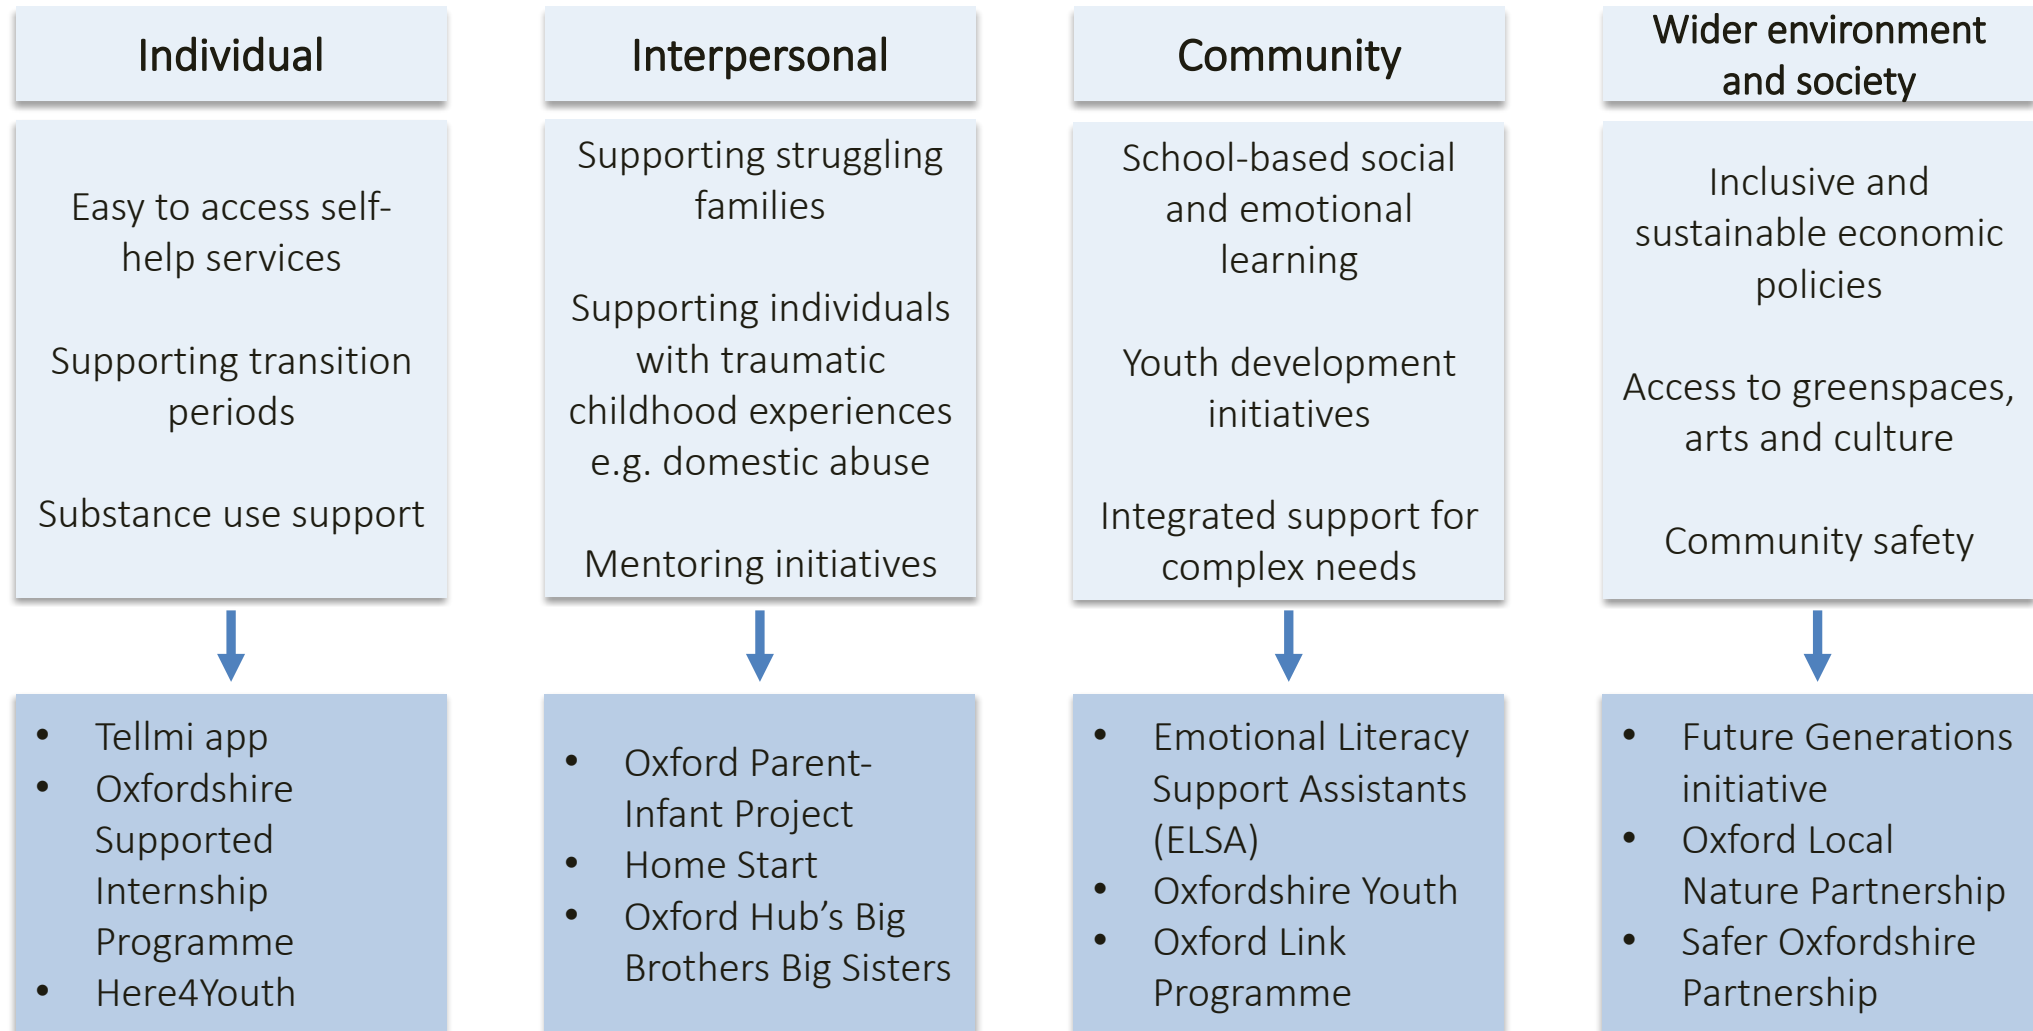 Individual
Easy to access self-
help services
Supporting transition
periods
Substance use support
• Tellmi app
• Oxfordshire
Supported
Internship
Programme
• Here4Youth
Interpersonal
Supporting struggling
families
Supporting individuals
with traumatic
childhood experiences
e.g. domestic abuse
Mentoring initiatives
• Oxford Parent-
Infant Project
• Home Start
• Oxford Hub’s Big
Brothers Big Sisters
Community
School-based social
and emotional
learning
Youth development
initiatives
Integrated support for
complex needs
• Emotional Literacy
Support Assistants
(ELSA)
• Oxfordshire Youth
• Oxford Link
Programme
Wider environment
and society
Inclusive and
sustainable economic
policies
Access to greenspaces,
arts and culture
Community safety
• Future Generations
initiative
• Oxford Local
Nature Partnership
• Safer Oxfordshire
Partnership